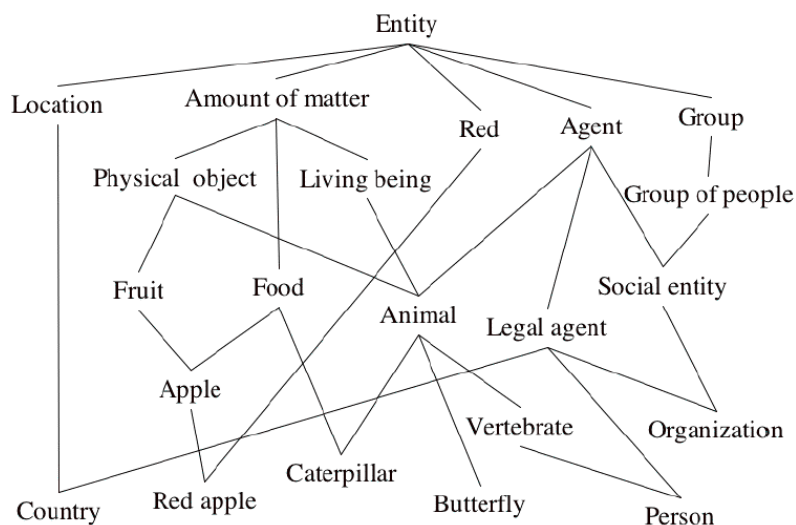 Entity
Location
Amount of matter
Red
Agent
Group
Physical object
Living being
Group of people
Fruit
Food
Animal
Legal agent
Social entity
Apple
Vertebrate
Organization
Country
Red apple
Caterpillar
Butterfly
Person